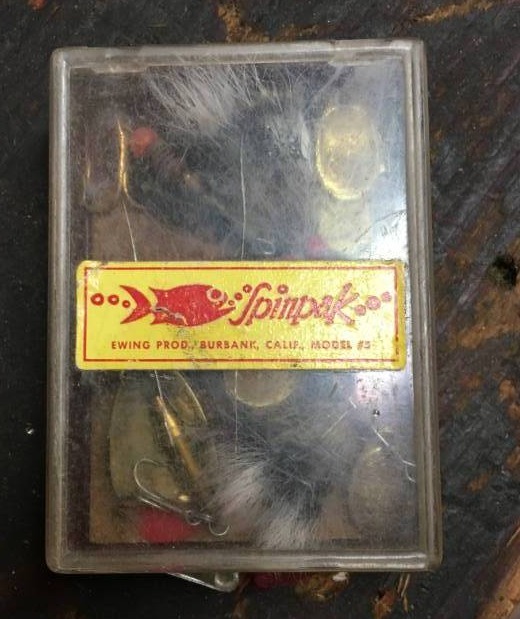 Spinpak
EWING PROD., BURBANK, CALIF., MODEL #5